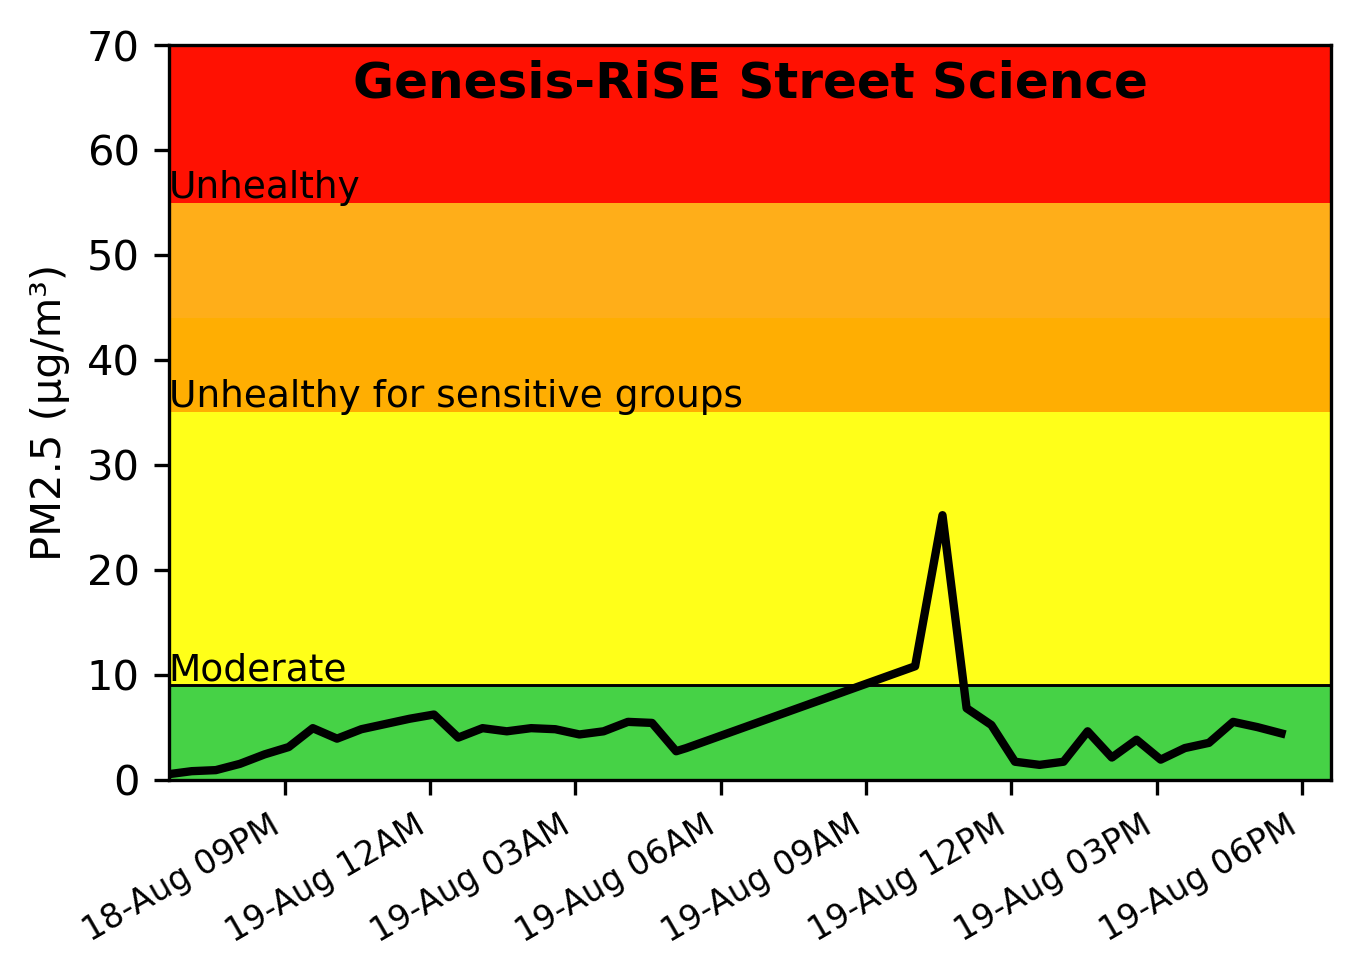 Genesis-RiSE Street Science
PM2.5 (µg/m³)
70
60
50
40
30
20
10
0
Unhealthy
Unhealthy for sensitive groups
Moderate
18-Aug 09PM
19-Aug 12AM
19-Aug 03AM
19-Aug 06AM
19-Aug 09AM
19-Aug 12PM
19-Aug 03PM
19-Aug 06PM